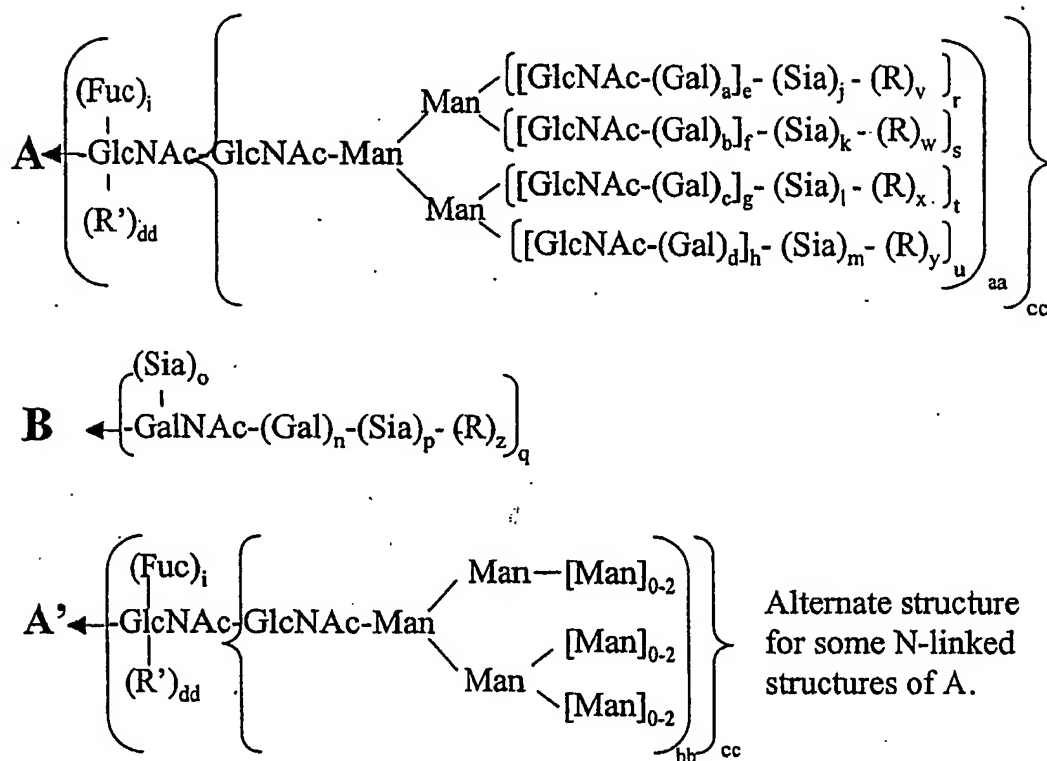 [[GlcNAc-(Gal)a]e- (Sia)j- (R)v ]r
(Fuc)i
Man
[[GlcNAc-(Gal)b]f- (Sia)k- (R)w ]s
A GlcNAc-GlcNAc-Man
[[GlcNAc-(Gal)c]g- (Sia)l- (R)x. ]t
(R')dd
Man
[[GlcNAc-(Gal)d]h- (Sia)m- (R)y]u
aa
cc
(Sia)o
B -GalNAc-(Gal)n-(Sia)p- (R)z q
(Fuc)i
Man—[Man]0-2
A' GlcNAc-GlcNAc-Man
[Man]0-2
(R')dd
Man
[Man]0-2
bb cc
Alternate structure
for some N-linked
structures of A.